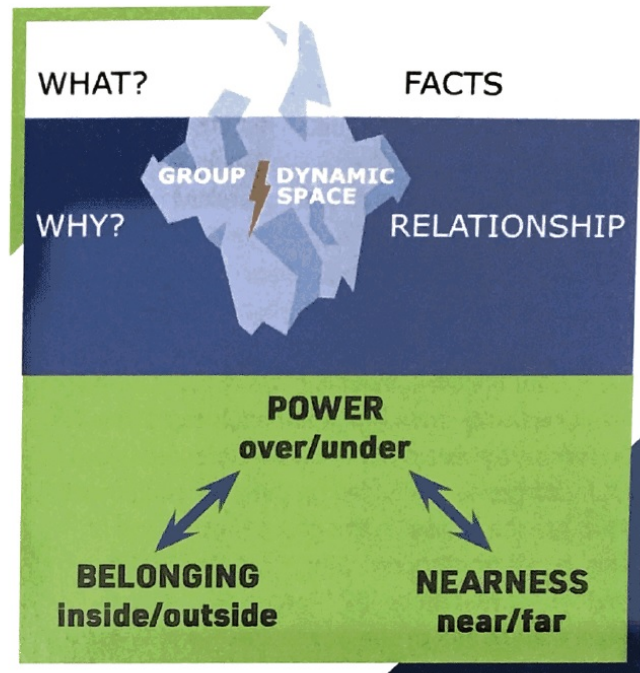 WHAT?
FACTS
GROUP DYNAMIC
SPACE
WHY?
RELATIONSHIP
POWER
over/under
BELONGING
inside/outside
NEARNESS
near/far